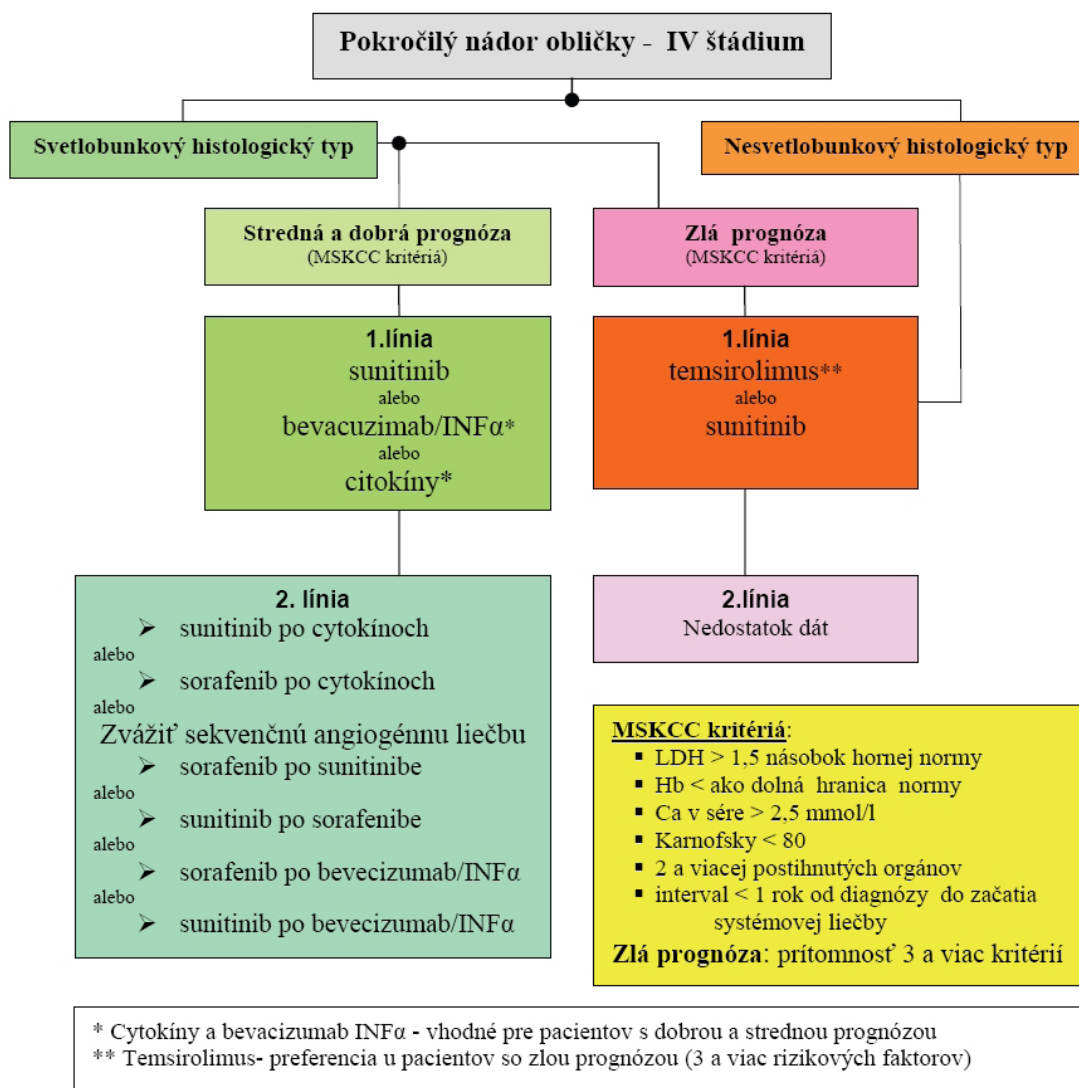 Pokročilý nádor obličky - IV štádium
Svetlobunkový histologický typ
Nesvetlobunkový histologický typ
Stredná a dobrá prognóza
(MSKCC kritériá)
Zlá prognóza
(MSKCC kritériá)
1.línia
sunitinib
alebo
bevacuzimab/INFα*
alebo
citokíny*
1.línia
temsirolimus**
alebo
sunitinib
2. línia
➢ sunitinib po cytokínoch
alebo
➢ sorafenib po cytokínoch
alebo
Zvážiť sekvenčnú angiogénnu liečbu
➢ sorafenib po sunitinibe
alebo
➢ sunitinib po sorafenibe
alebo
➢ sorafenib po bevecizumab/INFα
alebo
➢ sunitinib po bevecizumab/INFα
2.línia
Nedostatok dát
MSKCC kritériá:
▪ LDH > 1,5 násobok hornej normy
▪ Hb < ako dolná hranica normy
▪ Ca v sére > 2,5 mmol/l
▪ Karnofsky < 80
▪ 2 a viacej postihnutých orgánov
▪ interval < 1 rok od diagnózy do začatia
systémovej liečby
Zlá prognóza: prítomnosť 3 a viac kritérií
* Cytokíny a bevacizumab INFα - vhodné pre pacientov s dobrou a strednou prognózou
** Temsirolimus- preferencia u pacientov so zlou prognózou (3 a viac rizikových faktorov)